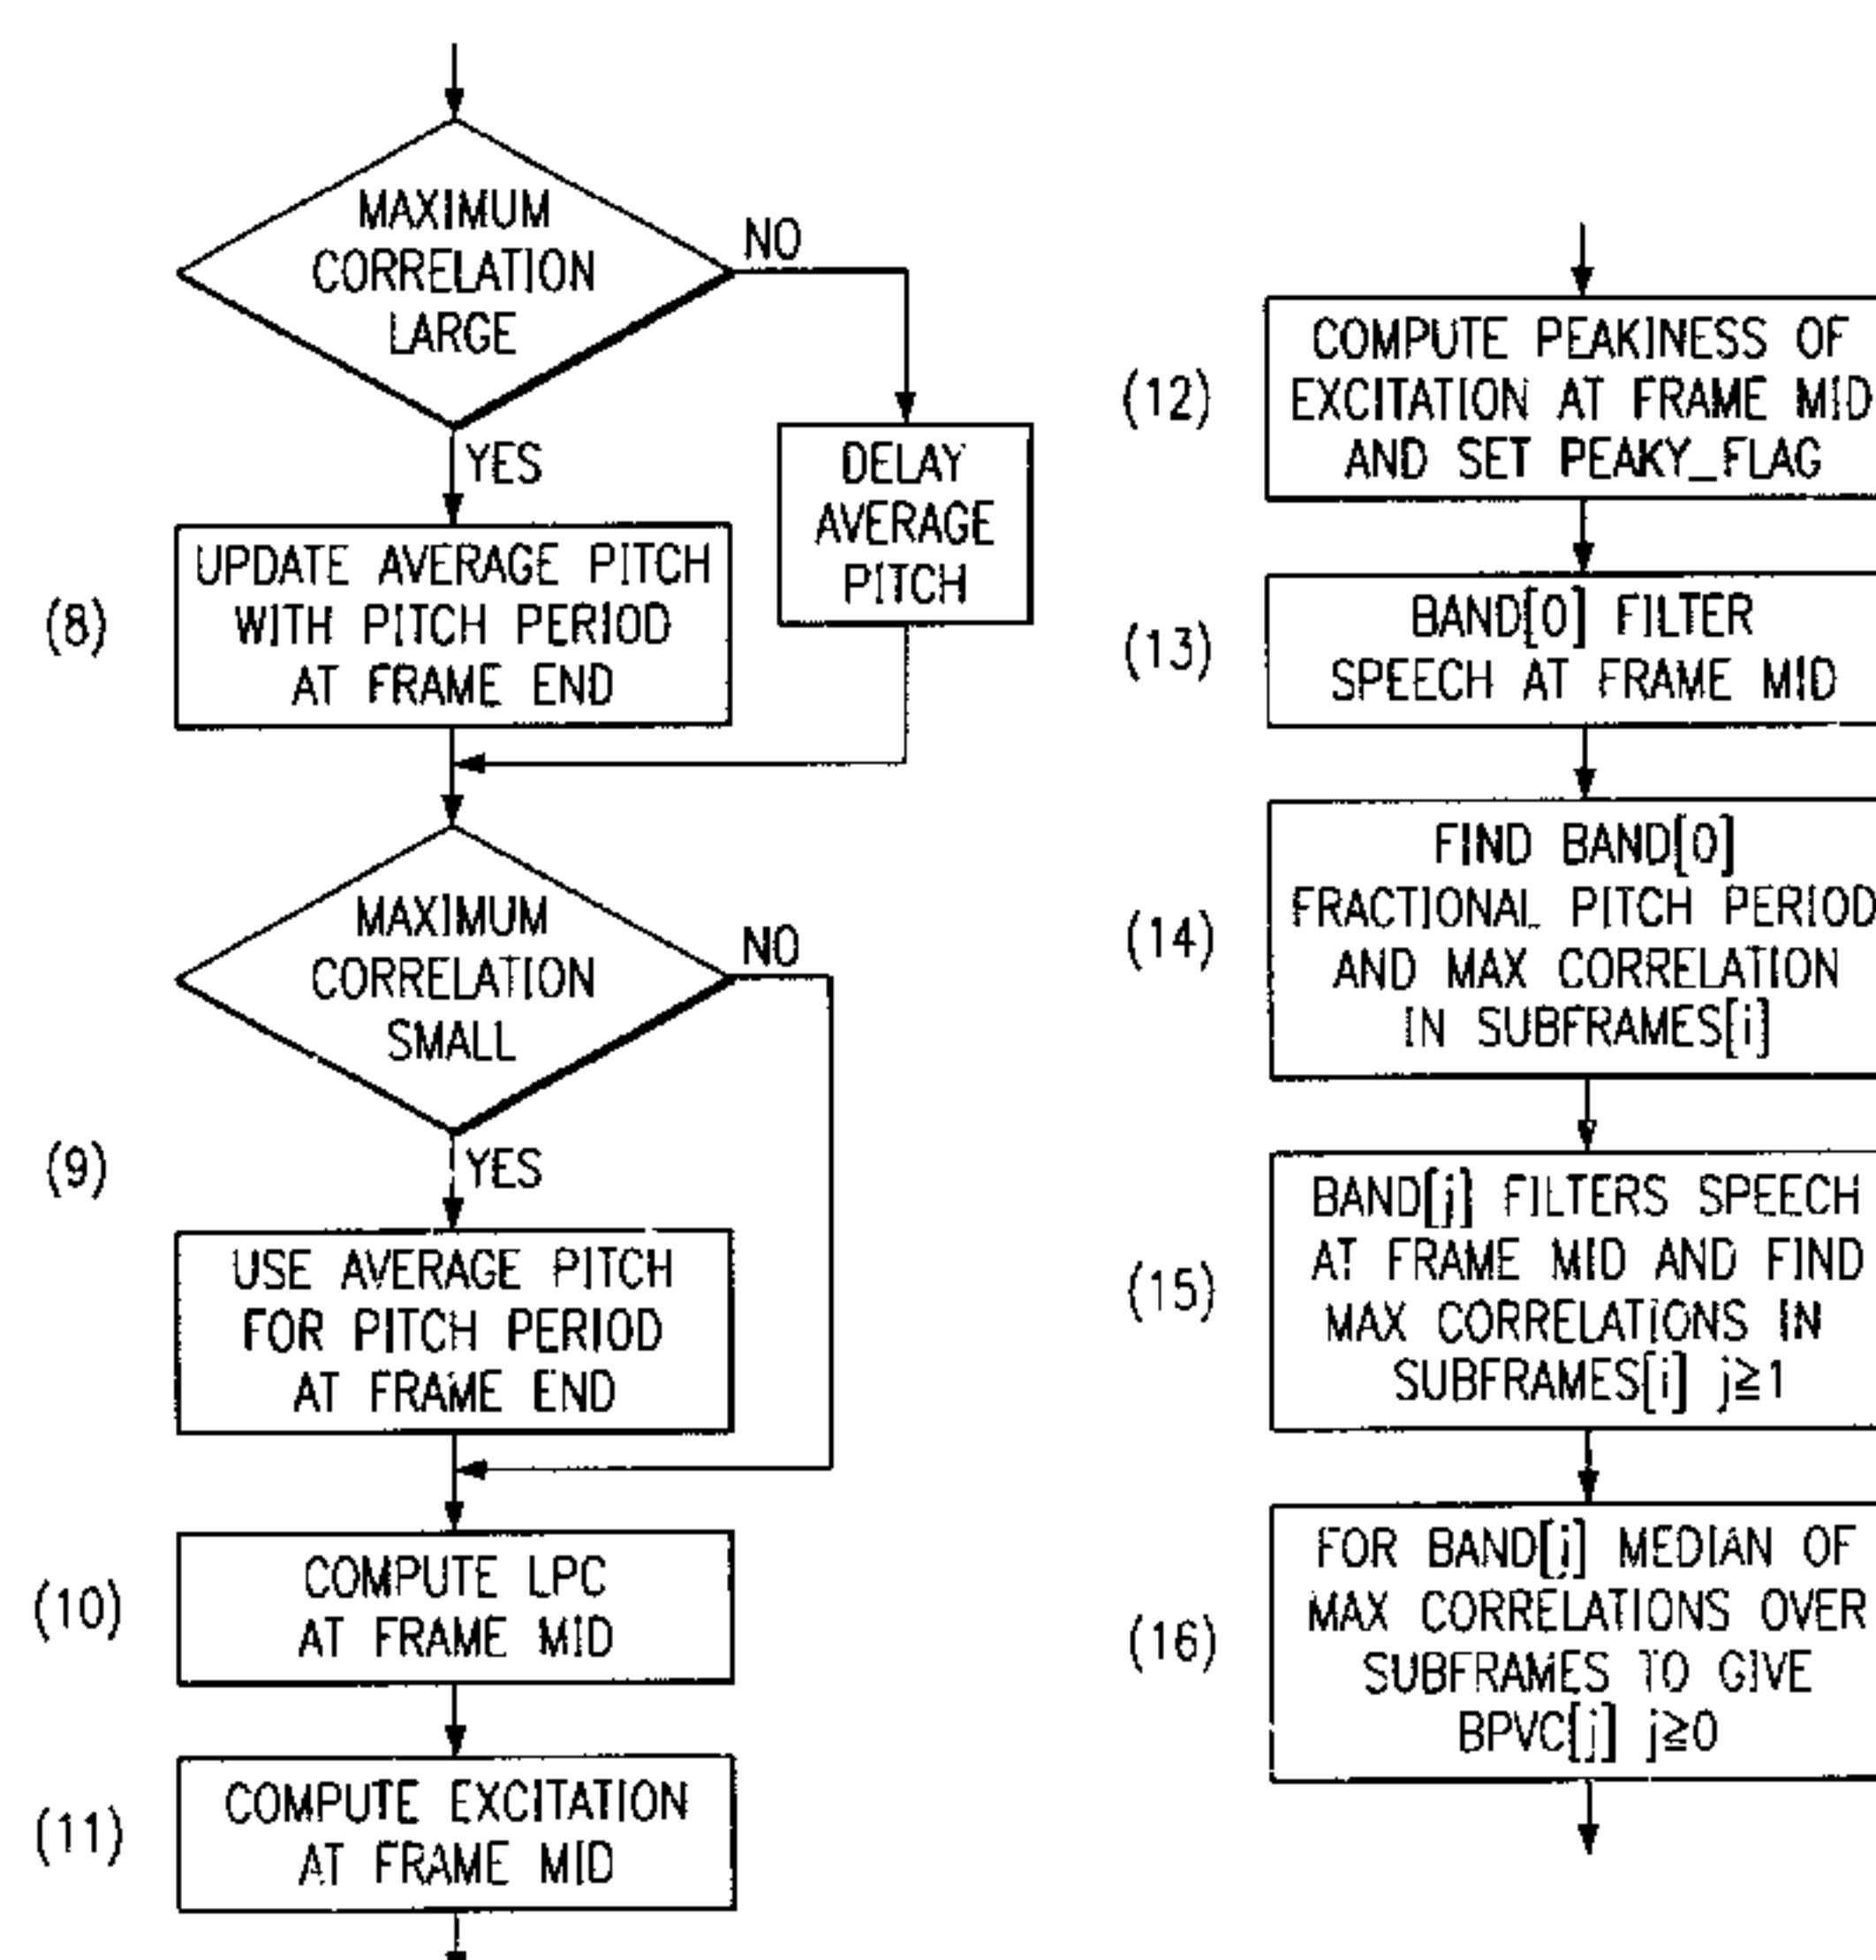 MAXIMUM
CORRELATION
LARGE
NO
YES
DELAY
AVERAGE
PITCH
(8)
UPDATE AVERAGE PITCH
WITH PITCH PERIOD
AT FRAME END
MAXIMUM
CORRELATION
SMALL
NO
(9)
YES
USE AVERAGE PITCH
FOR PITCH PERIOD
AT FRAME END
(10)
COMPUTE LPC
AT FRAME MID
(11)
COMPUTE EXCITATION
AT FRAME MID
(12)
COMPUTE PEAKINESS OF
EXCITATION AT FRAME MID
AND SET PEAKY_FLAG
(13)
BAND[0] FILTER
SPEECH AT FRAME MID
(14)
FIND BAND[0]
FRACTIONAL PITCH PERIOD
AND MAX CORRELATION
IN SUBFRAMES[i]
(15)
BAND[j] FILTERS SPEECH
AT FRAME MID AND FIND
MAX CORRELATIONS IN
SUBFRAMES[i] j≧1
(16)
FOR BAND[j] MEDIAN OF
MAX CORRELATIONS OVER
SUBFRAMES TO GIVE
BPVC[j] j≧0